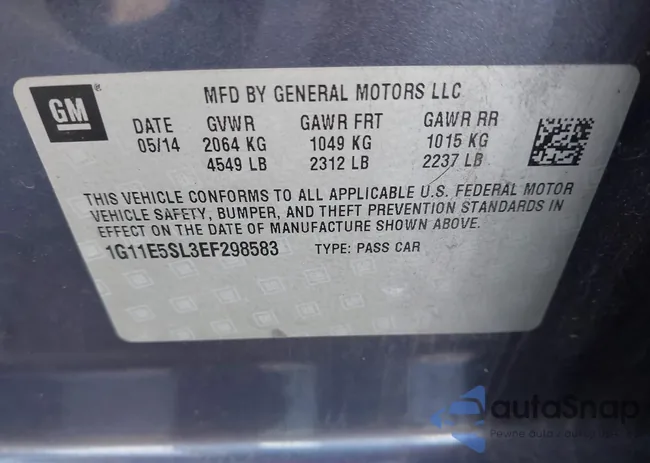 GM
MFD BY GENERAL MOTORS LLC
DATE GVWR GAWR FRT GAWR RR
05/14 2064 KG 1049 KG 1015 KG
4549 LB 2312 LB 2237 LB
THIS VEHICLE CONFORMS TO ALL APPLICABLE U.S. FEDERAL MOTOR
VEHICLE SAFETY, BUMPER, AND THEFT PREVENTION STANDARDS IN
EFFECT ON THE DATE OF MANUFACTURE SHOWN ABOVE.
1G11E5SL3EF298583 TYPE: PASS CAR
autoSnap
Pewne auto z